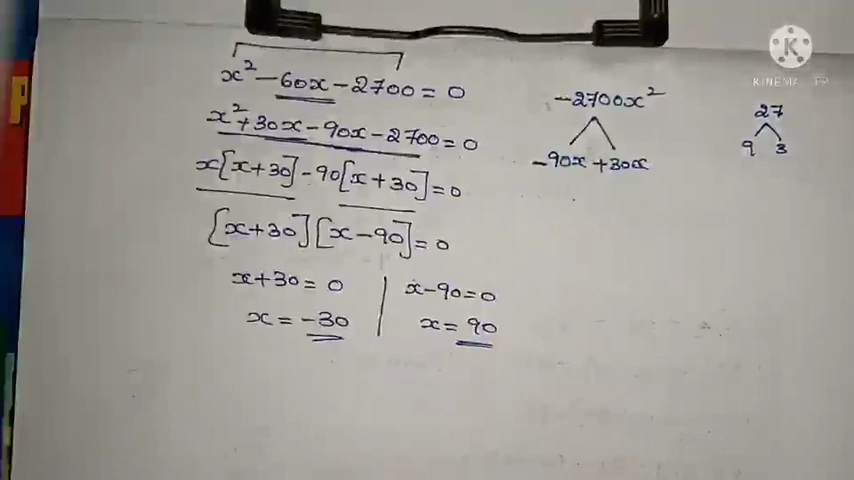 x² - 60x - 2700 = 0
x² + 30x - 90x - 2700 = 0
x[x+30] - 90[x+30] = 0
[x+30][x-90] = 0
x+30 = 0
x = -30
x-90=0
x = 90
-2700x²
-90x +30x
27
9 3
K